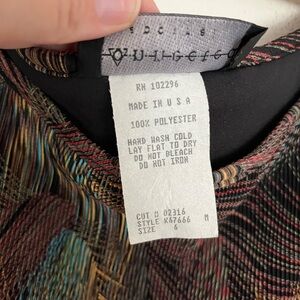 RN 102296
MADE IN U S A
100% POLYESTER
HAND WASH COLD
LAY FLAT TO DRY
DO NOT BLEACH
DO NOT IRON
CUT # 02316
STYLE K47666 M
SIZE 6